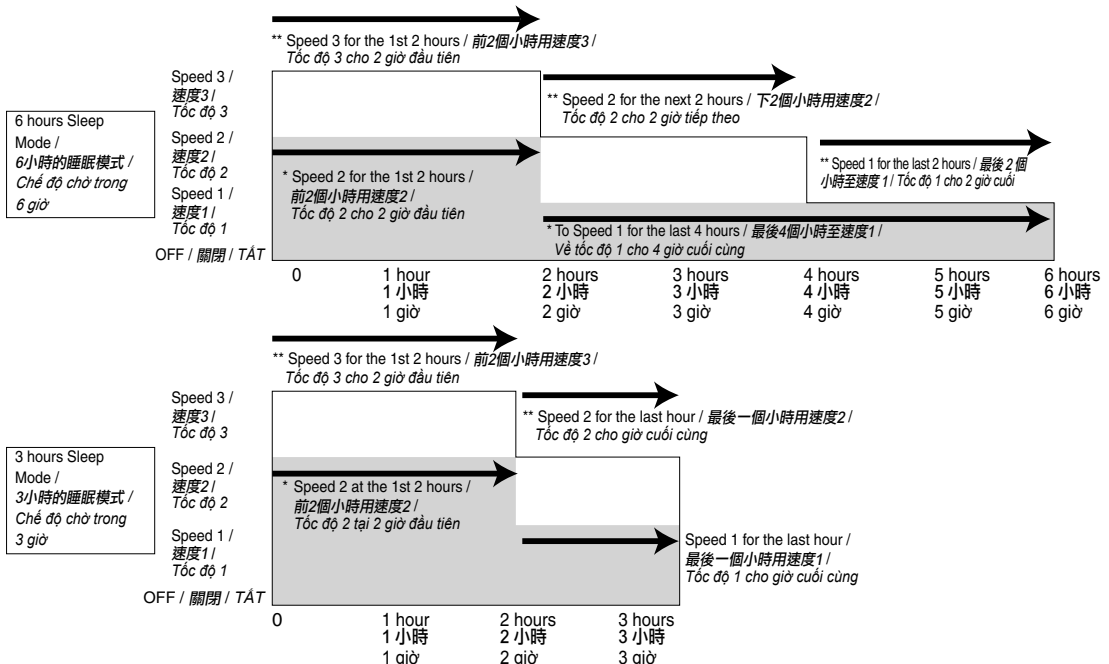 ** Speed 3 for the 1st 2 hours / 前2個小時用速度3 /
Tốc độ 3 cho 2 giờ đầu tiên
Speed 3 /
速度3 /
Tốc độ 3
** Speed 2 for the next 2 hours / 下2個小時用速度2 /
Tốc độ 2 cho 2 giờ tiếp theo
6 hours Sleep
Mode /
6小時的睡眠模式 /
Chế độ chờ trong
6 giờ
Speed 2 /
速度2 /
Tốc độ 2
* Speed 2 for the 1st 2 hours /
前2個小時用速度2 /
Tốc độ 2 cho 2 giờ đầu tiên
** Speed 1 for the last 2 hours / 最後 2 個
小時至速度 1 / Tốc độ 1 cho 2 giờ cuối
Speed 1 /
速度1 /
Tốc độ 1
* To Speed 1 for the last 4 hours / 最後4個小時至速度1 /
Về tốc độ 1 cho 4 giờ cuối cùng
OFF / 關閉 / TẮT
0 1 hour 2 hours 3 hours 4 hours 5 hours 6 hours
1 小時 2 小時 3 小時 4 小時 5 小時 6 小時
1 giờ 2 giờ 3 giờ 4 giờ 5 giờ 6 giờ
** Speed 3 for the 1st 2 hours / 前2個小時用速度3 /
Tốc độ 3 cho 2 giờ đầu tiên
Speed 3 /
速度3 /
Tốc độ 3
** Speed 2 for the last hour / 最後一個小時用速度2 /
Tốc độ 2 cho giờ cuối cùng
3 hours Sleep
Mode /
3小時的睡眠模式 /
Chế độ chờ trong
3 giờ
Speed 2 /
速度2 /
Tốc độ 2
* Speed 2 at the 1st 2 hours /
前2個小時用速度2 /
Tốc độ 2 tại 2 giờ đầu tiên
Speed 1 /
速度1 /
Tốc độ 1
Speed 1 for the last hour /
最後一個小時用速度1 /
Tốc độ 1 cho giờ cuối cùng
OFF / 關閉 / TẮT
0 1 hour 2 hours 3 hours
1 小時 2 小時 3 小時
1 giờ 2 giờ 3 giờ